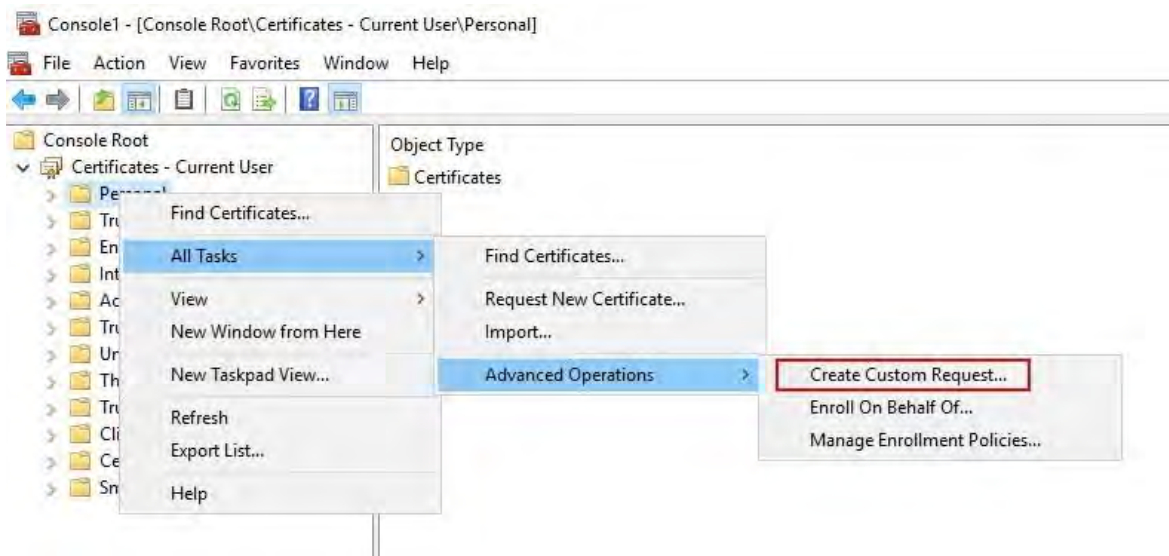 Console1 - [Console Root\Certificates - Current User\Personal]
File Action View Favorites Window Help
Console Root
Certificates - Current User
Object Type
Certificates
Find Certificates...
All Tasks
View
New Window from Here
New Taskpad View...
Refresh
Export List...
Help
Find Certificates...
Request New Certificate...
Import...
Advanced Operations
Create Custom Request...
Enroll On Behalf Of...
Manage Enrollment Policies...